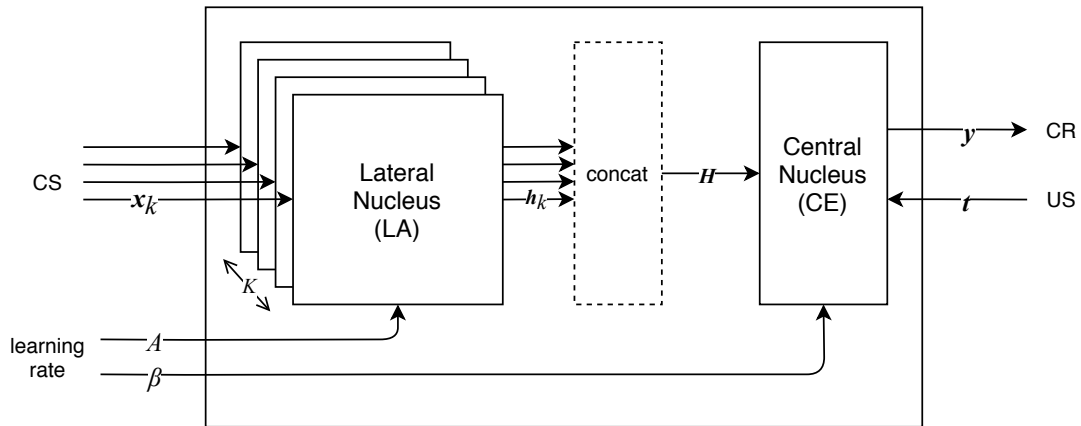 CS
x_k
K
Lateral
Nucleus
(LA)
h_k
concat
H
Central
Nucleus
(CE)
y
CR
t
US
learning
rate
A
β